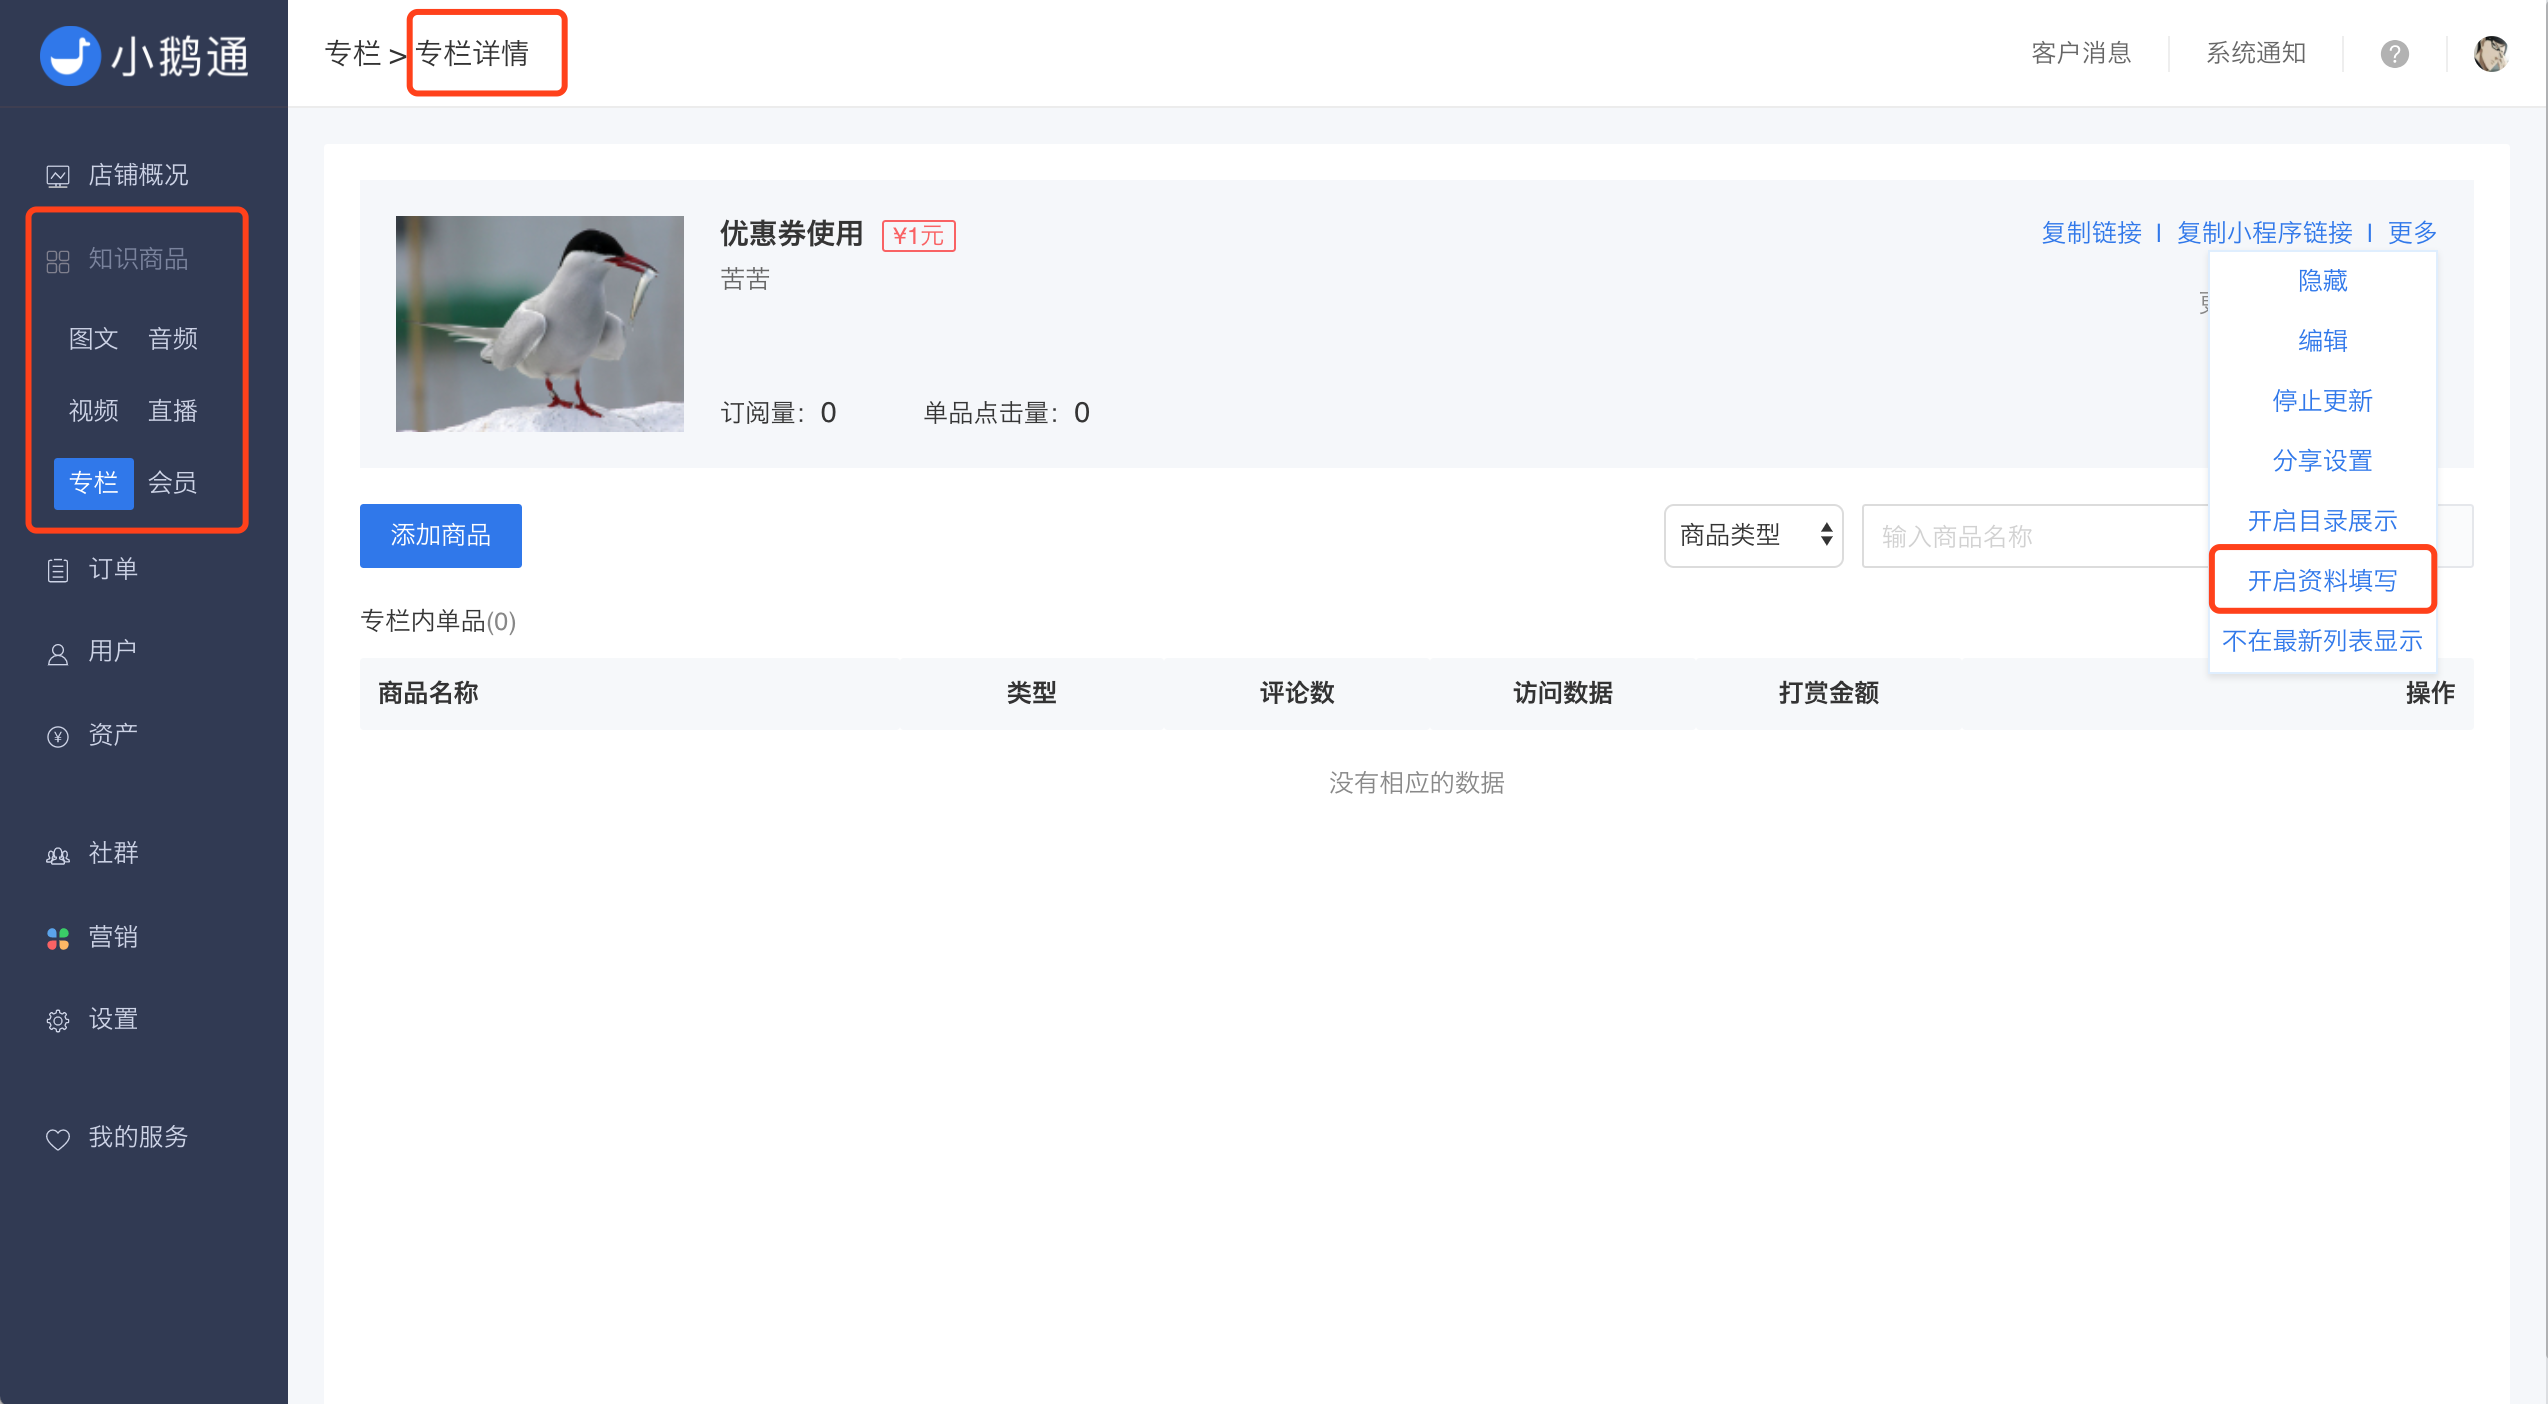 小鹅通
专栏 > 专栏详情
客户消息
系统通知
?
店铺概况
知识商品
图文 音频
视频 直播
专栏 会员
订单
用户
资产
社群
营销
设置
我的服务
优惠券使用 ¥1元
苦苦
订阅量: 0 单品点击量: 0
复制链接 | 复制小程序链接 | 更多
隐藏
编辑
停止更新
分享设置
开启目录展示
开启资料填写
不在最新列表显示
添加商品
商品类型
输入商品名称
专栏内单品(0)
商品名称 类型 评论数 访问数据 打赏金额 操作
没有相应的数据